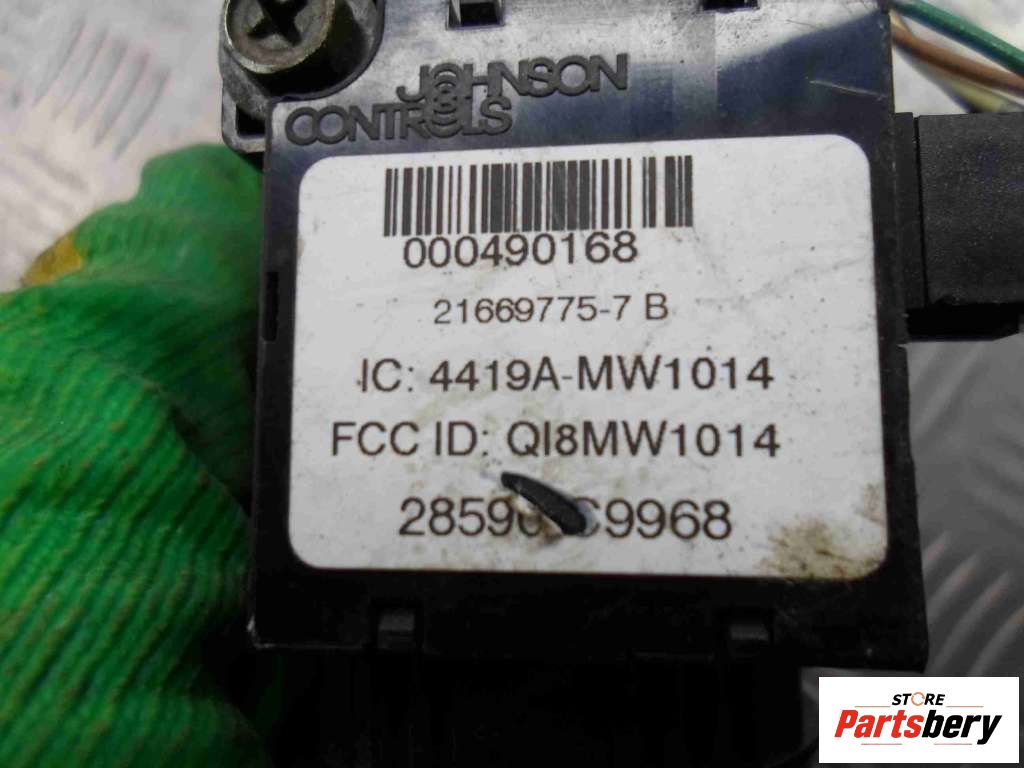 JOHNSON
CONTROLS
000490168
21669775-7 B
IC: 4419A-MW1014
FCC ID: QI8MW1014
STORE
Partsbery